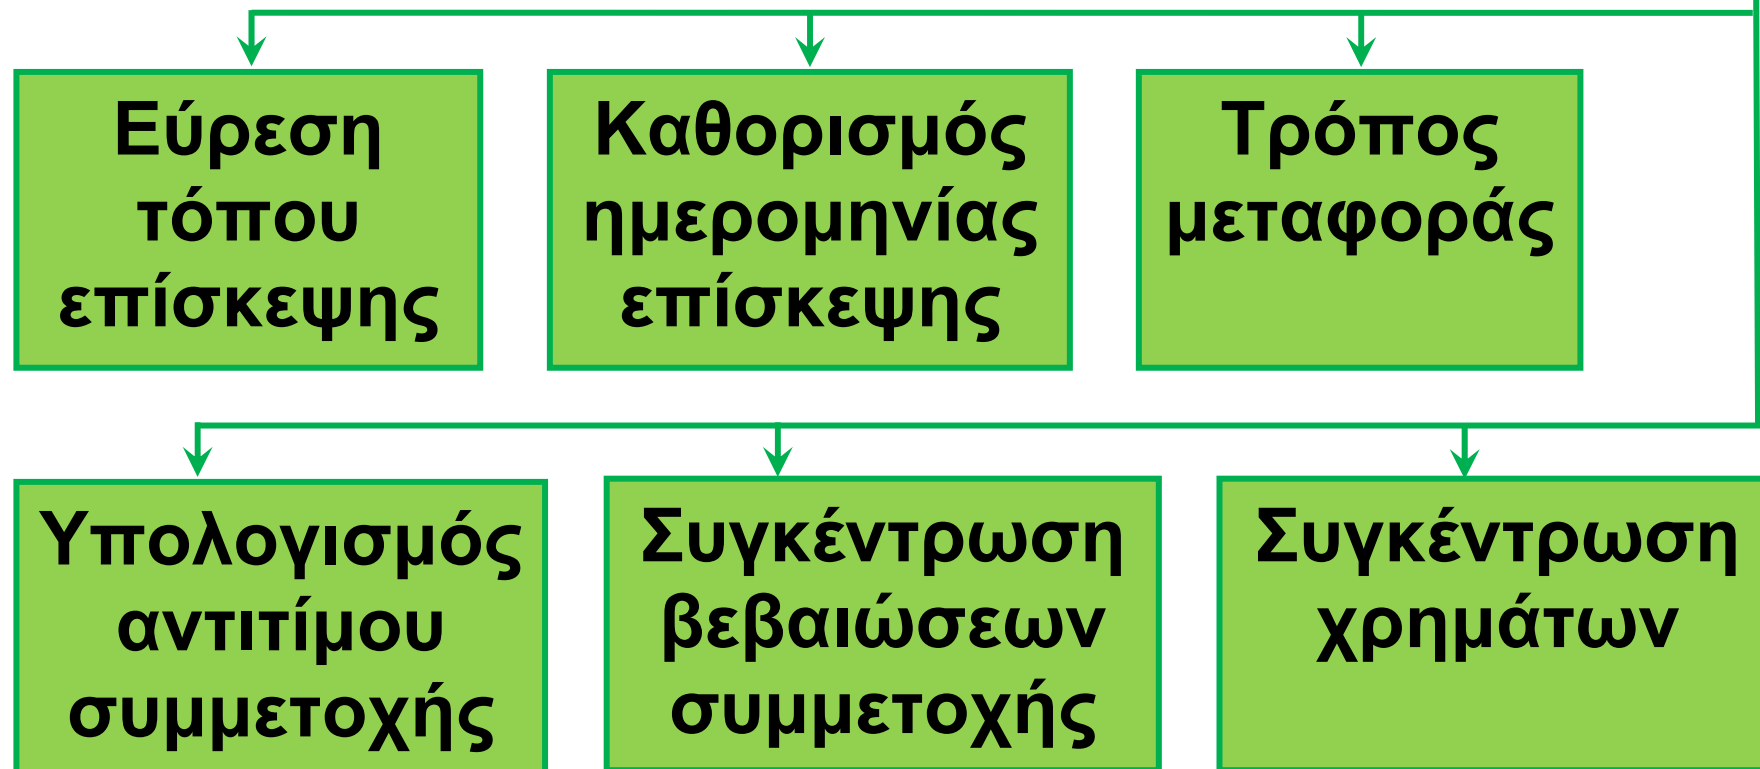 Εύρεση
τόπου
επίσκεψης
Καθορισμός
ημερομηνίας
επίσκεψης
Τρόπος
μεταφοράς
Υπολογισμός
αντιτίμου
συμμετοχής
Συγκέντρωση
βεβαιώσεων
συμμετοχής
Συγκέντρωση
χρημάτων